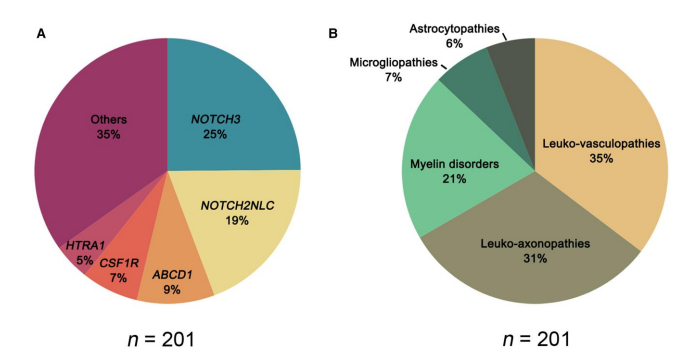 A
Others
35%
NOTCH3
25%
NOTCH2NLC
19%
ABCD1
9%
CSF1R
7%
HTRA1
5%
n = 201
B
Astrocytopathies
6%
Microgliopathies
7%
Leuko-vasculopathies
35%
Myelin disorders
21%
Leuko-axonopathies
31%
n = 201